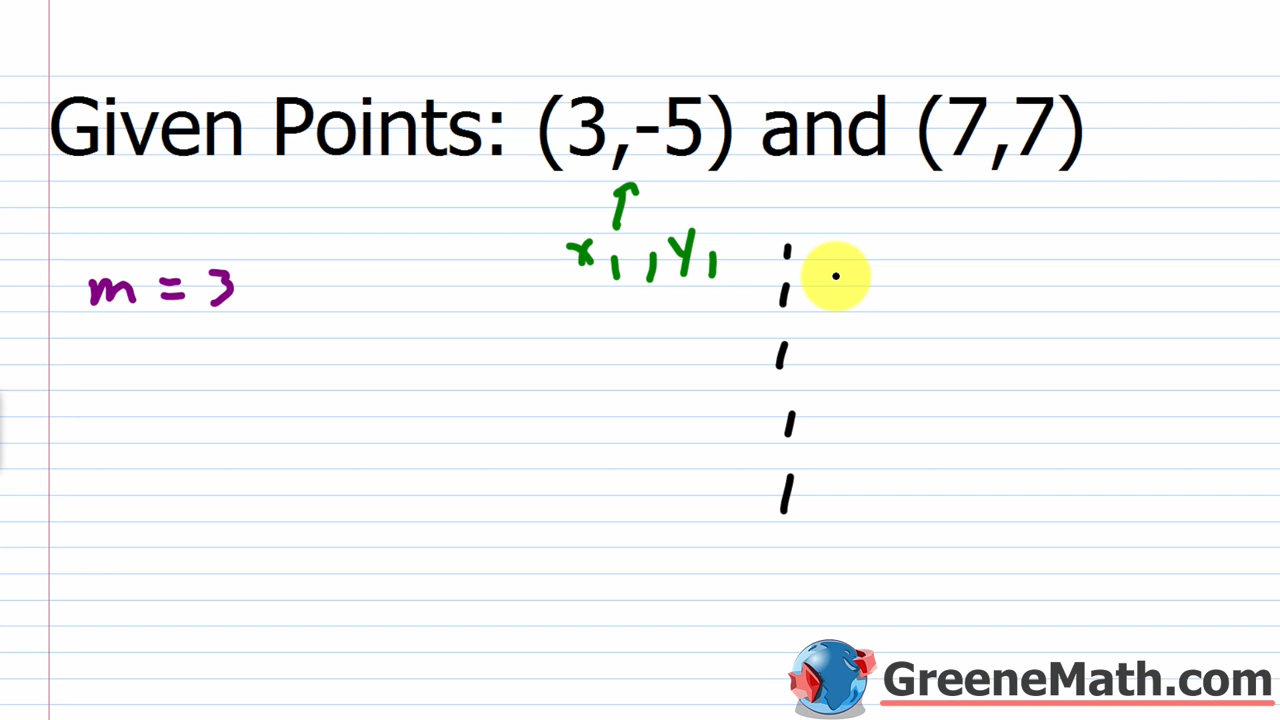 Given Points: (3,-5) and (7,7)
x₁, y₁
m = 3
GreeneMath.com